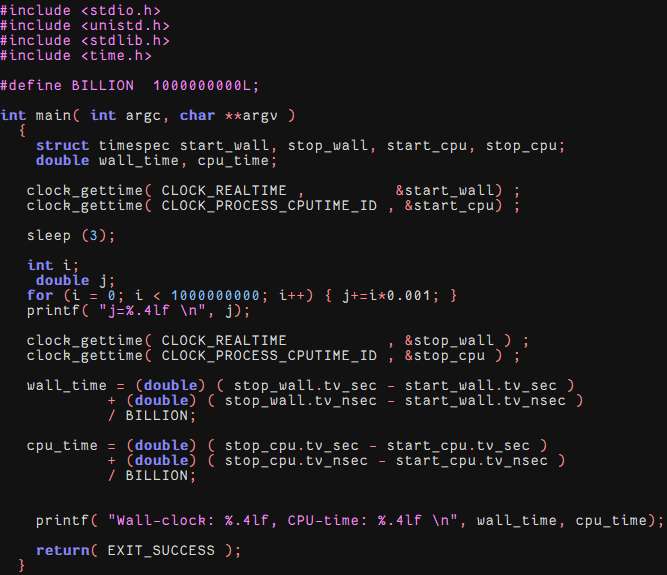 #include <stdio.h>
#include <unistd.h>
#include <stdlib.h>
#include <time.h>

#define BILLION  1000000000L;

int main( int argc, char **argv )
  {
    struct timespec start_wall, stop_wall, start_cpu, stop_cpu;
    double wall_time, cpu_time;

   clock_gettime( CLOCK_REALTIME ,          &start_wall) ;
   clock_gettime( CLOCK_PROCESS_CPUTIME_ID , &start_cpu) ;

   sleep (3);

   int i;
    double j;
   for (i = 0; i < 1000000000; i++) { j+=i*0.001; }
   printf( "j=%.4lf \n", j);

   clock_gettime( CLOCK_REALTIME           , &stop_wall ) ;
   clock_gettime( CLOCK_PROCESS_CPUTIME_ID , &stop_cpu ) ;

   wall_time = (double) ( stop_wall.tv_sec - start_wall.tv_sec )
            + (double) ( stop_wall.tv_nsec - start_wall.tv_nsec )
            / BILLION;

   cpu_time = (double) ( stop_cpu.tv_sec - start_cpu.tv_sec )
            + (double) ( stop_cpu.tv_nsec - start_cpu.tv_nsec )
            / BILLION;

    printf( "Wall-clock: %.4lf, CPU-time: %.4lf \n", wall_time, cpu_time);

    return( EXIT_SUCCESS );
  }